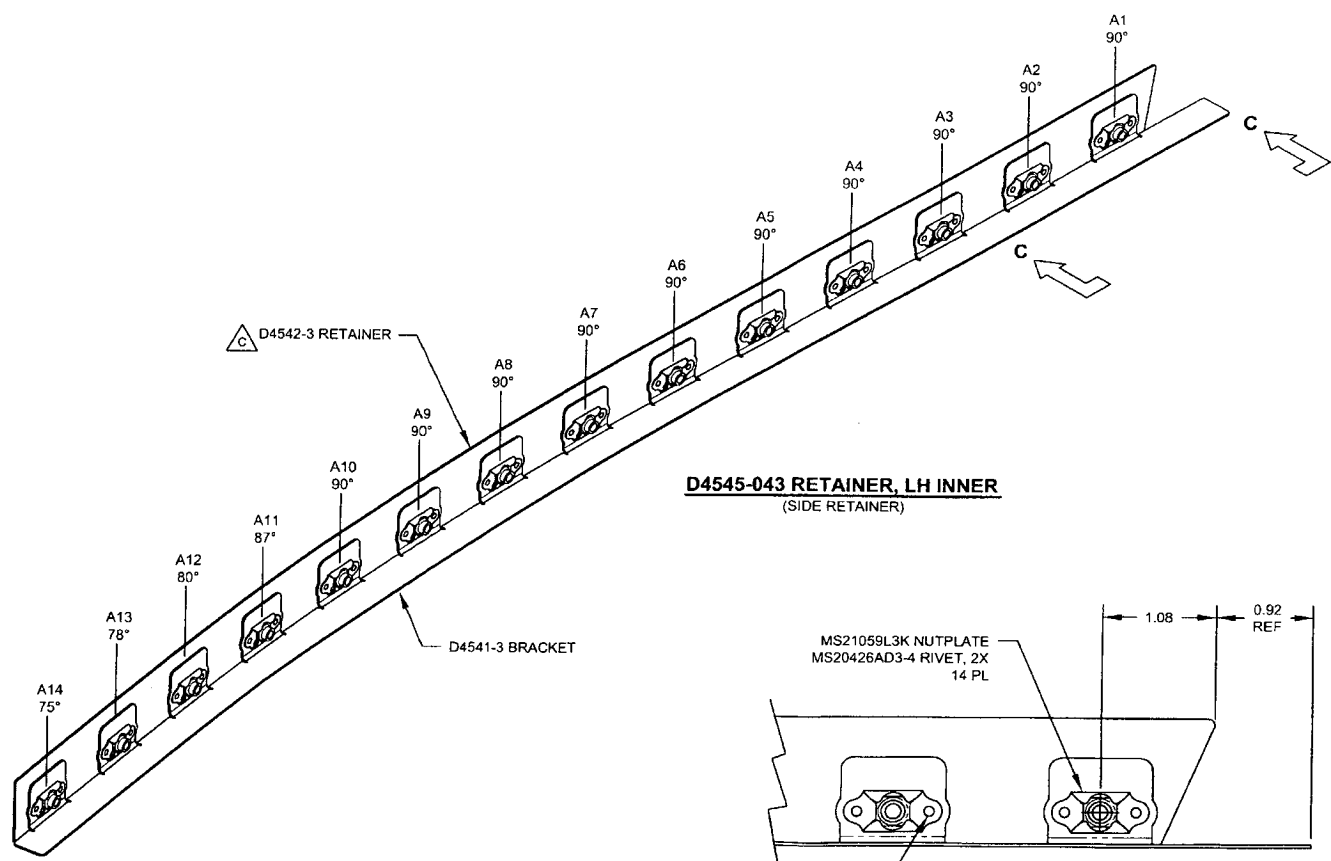 A1
90°
A2
90°
A3
90°
A4
90°
A5
90°
A6
90°
A7
90°
A8
90°
A9
90°
A10
90°
A11
87°
A12
80°
A13
78°
A14
75°
C
C
C D4542-3 RETAINER
D4541-3 BRACKET
D4545-043 RETAINER, LH INNER
(SIDE RETAINER)
1.08
0.92
REF
MS21059L3K NUTPLATE
MS20426AD3-4 RIVET, 2X
14 PL